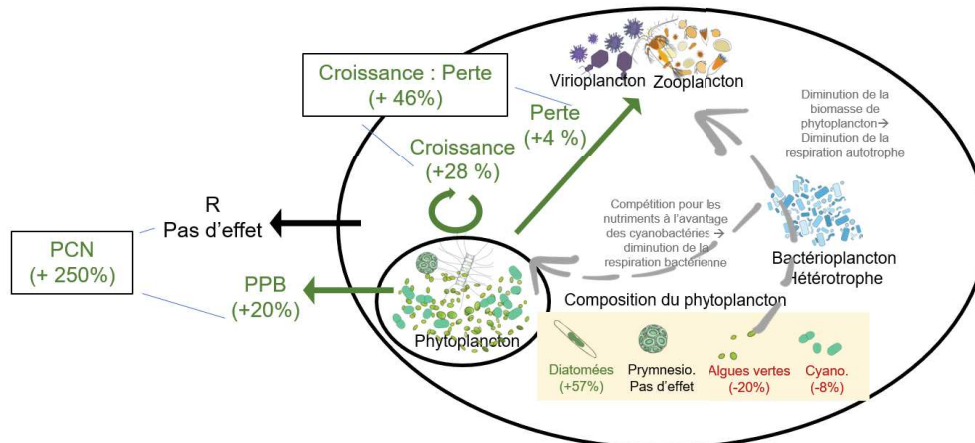 Croissance : Perte
(+ 46%)
Virioplancton
Zooplancton
Perte
(+4 %)
Croissance
(+28 %)
Diminution de la
biomasse de
phytoplancton→
Diminution de la
respiration autotrophe
R
Pas d'effet
Compétition pour les
nutriments à l'avantage
des cyanobactéries →
diminution de la
respiration bactérienne
Bactérioplancton
Hétérotrophe
PCN
(+ 250%)
PPB
(+20%)
Phytoplancton
Composition du phytoplancton
Diatomées
(+57%)
Prymnesio.
Pas d'effet
Algues vertes
(-20%)
Cyano.
(-8%)